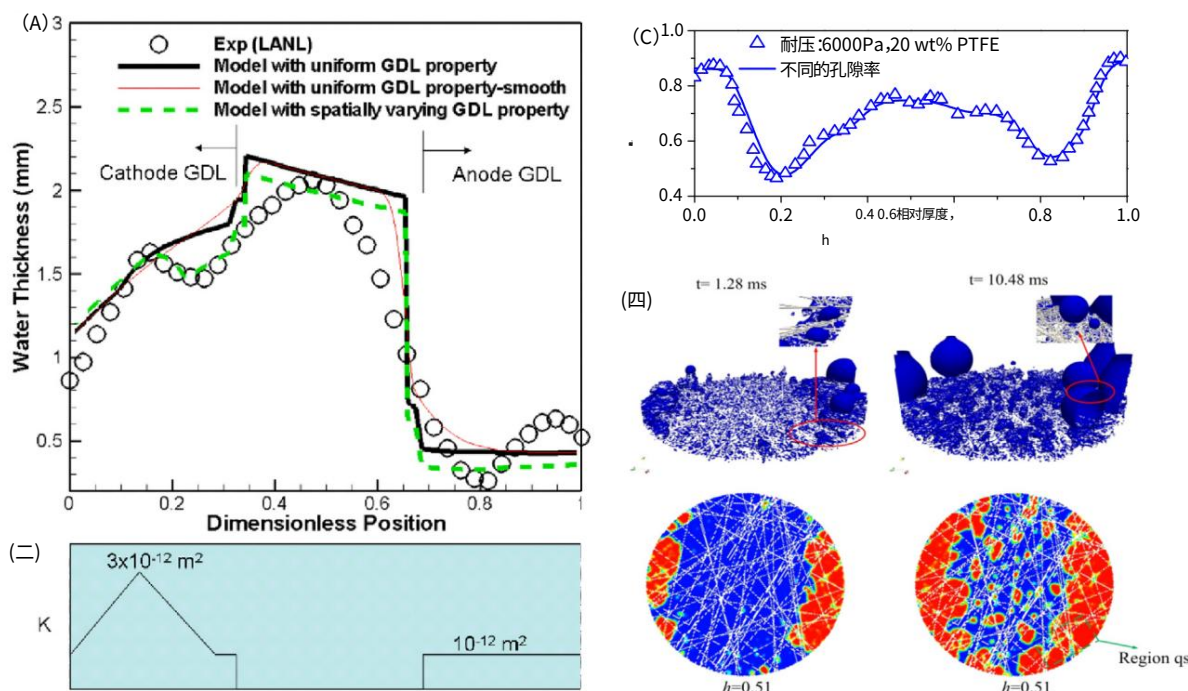 (A)
3
2.5
2
1.5
1
0.5
Water Thickness (mm)
Exp (LANL)
Model with uniform GDL property
Model with uniform GDL property-smooth
Model with spatially varying GDL property
Cathode GDL
Anode GDL
0 0.2 0.4 0.6 0.8 1
Dimensionless Position
(二)
3x10⁻¹² m²
K
10⁻¹² m²
(C)
1.0
0.8
0.6
0.4
耐压:6000Pa,20 wt% PTFE
不同的孔隙率
0.0 0.2 0.4 0.6相对厚度, 0.8 1.0
h
(四)
t= 1.28 ms
t= 10.48 ms
Region qs
h=0.51
h=0.51